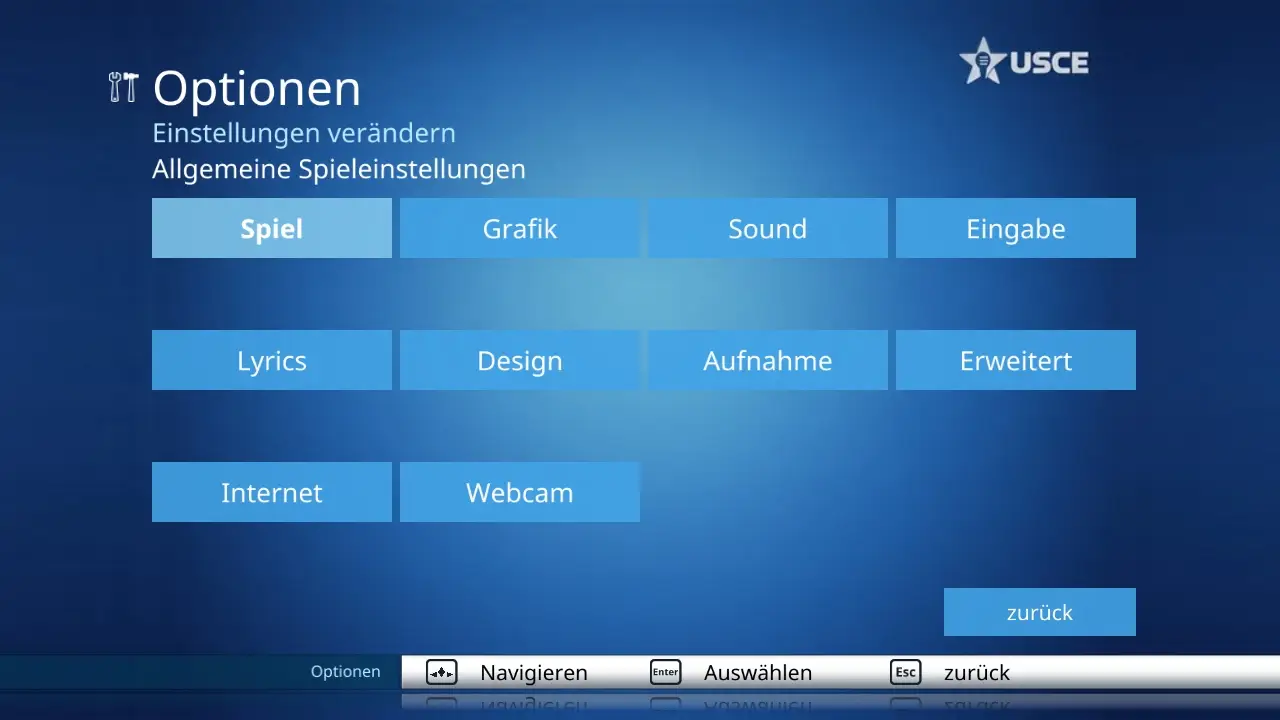 Optionen
USCE
Einstellungen verändern
Allgemeine Spieleinstellungen
Spiel Grafik Sound Eingabe
Lyrics Design Aufnahme Erweitert
Internet Webcam
zurück
Optionen Navigieren Enter Auswählen Esc zurück